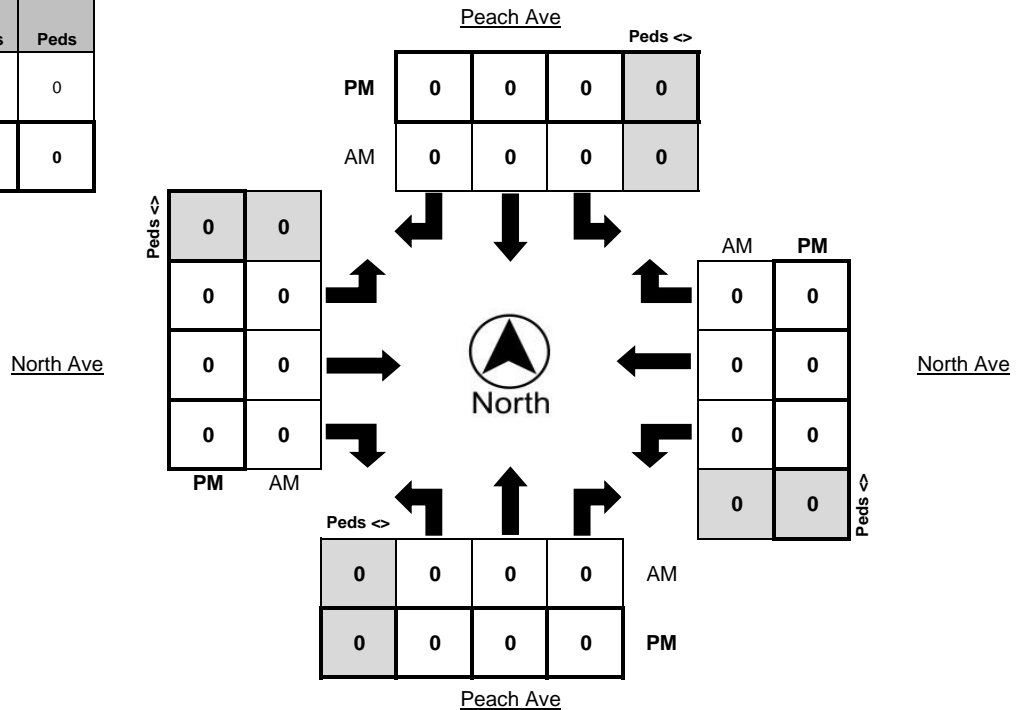 Peach Ave
Peds <>
Peds
0
0
PM 0 0 0 0
AM 0 0 0 0
Peds <>
0 0
0 0
0 0
0 0
PM AM
North Ave
North
AM PM
0 0
0 0
0 0
0 0
Peds <>
North Ave
Peds <>
0 0 0 0 AM
0 0 0 0 PM
Peach Ave